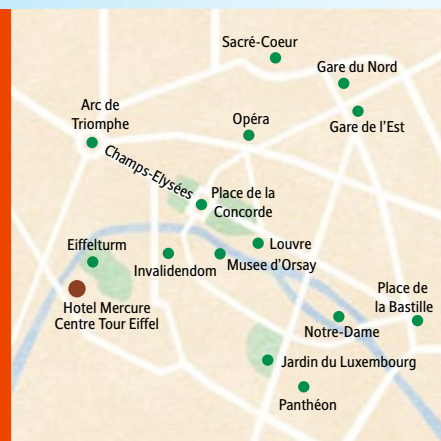 Sacré-Coeur
Gare du Nord
Arc de
Triomphe
Opéra
Gare de l'Est
Champs-Elysées
Place de la
Concorde
Eiffelturm
Louvre
Invalidendom
Musee d'Orsay
Place de
la Bastille
Hotel Mercure
Centre Tour Eiffel
Notre-Dame
Jardin du Luxembourg
Panthéon